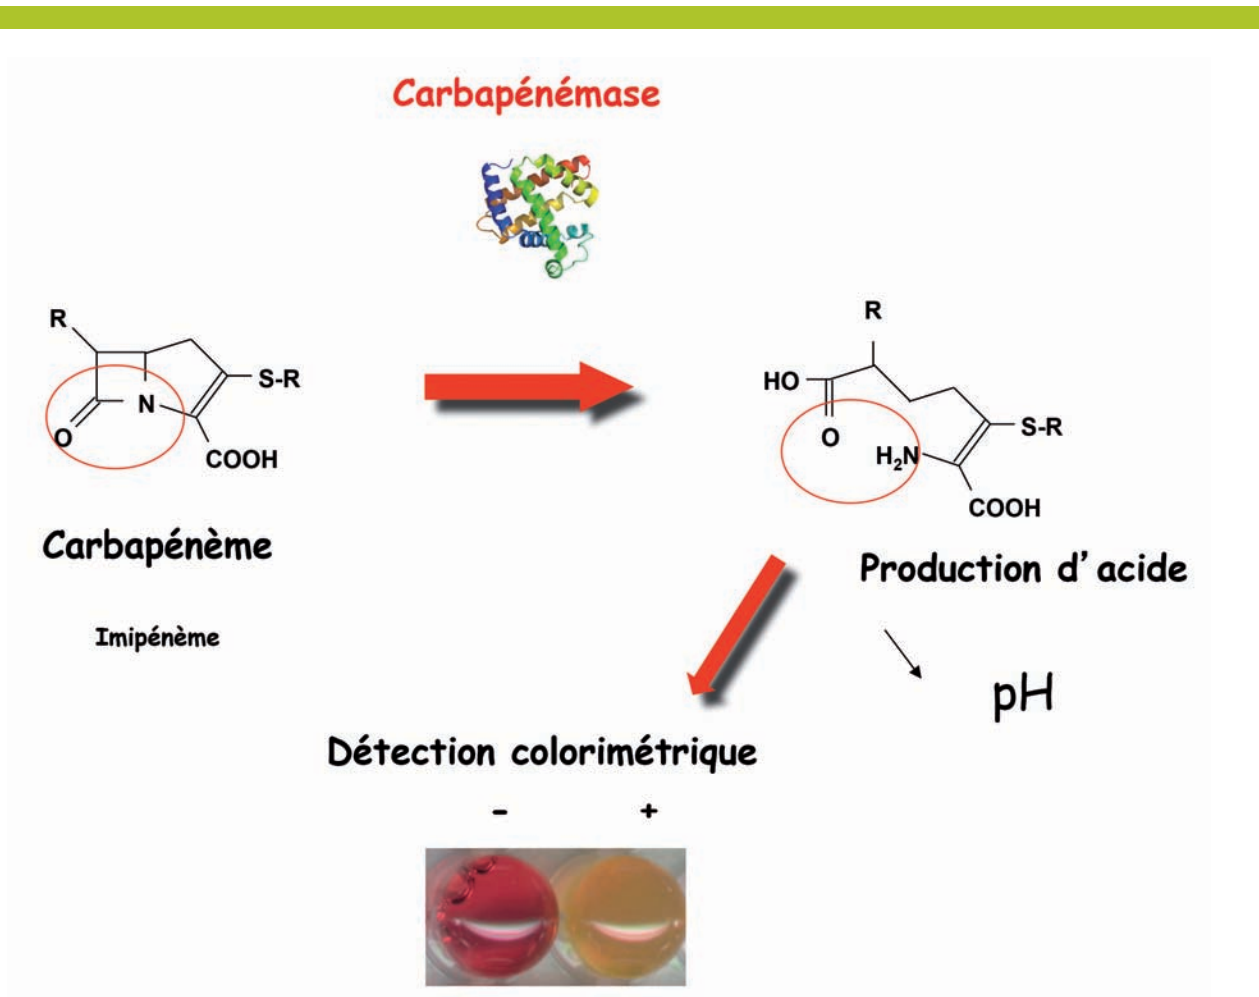 Carbapénémase
R
S-R
N
O
COOH
R
HO
O
S-R
H₂N
COOH
Carbapénème
Production d'acide
Imipénème
pH
Détection colorimétrique
- +